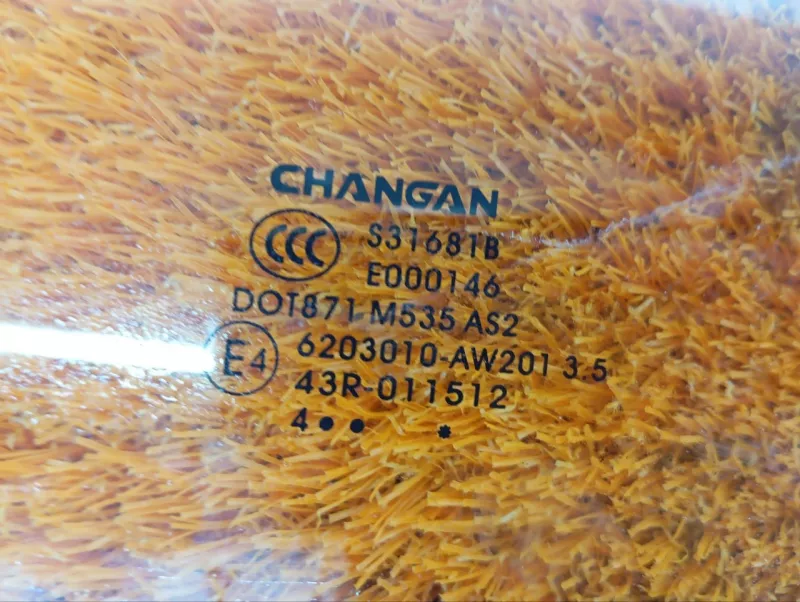 CHANGAN
CCC S31681B
E000146
DOT871 M535 AS2
E4 6203010-AW201 3.5
43R-011512
4●● *